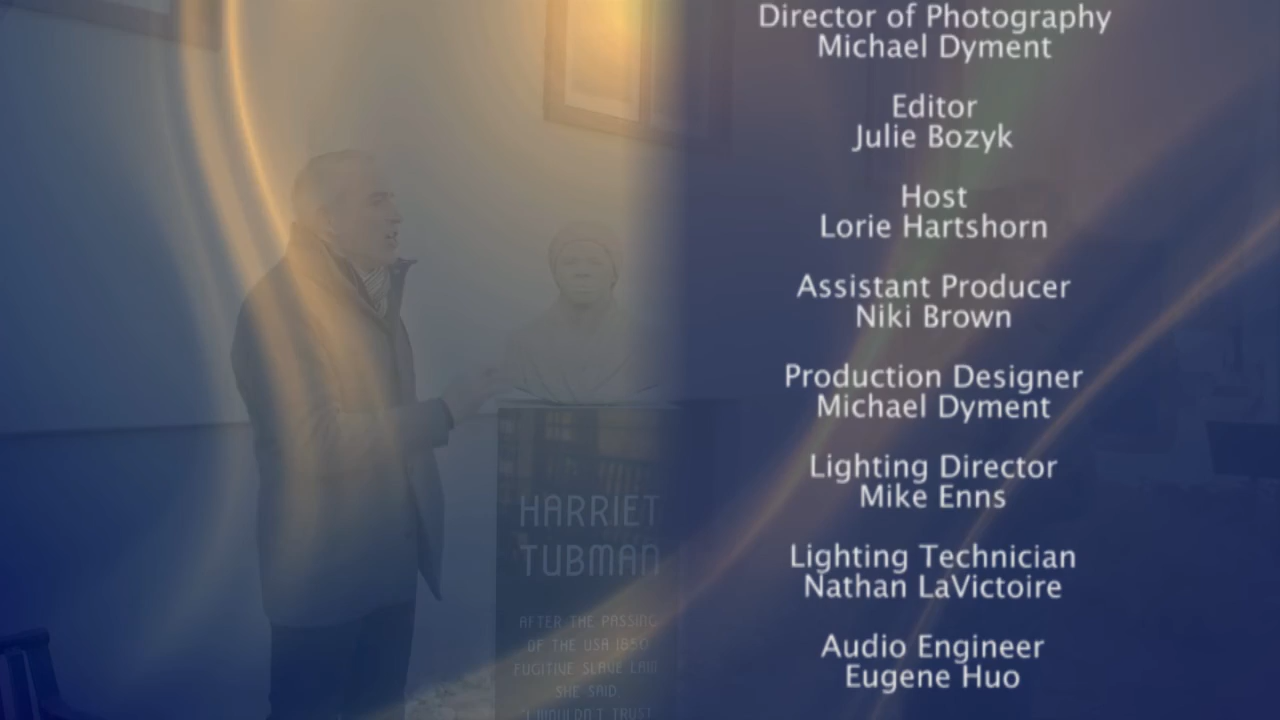 Director of Photography
Michael Dyment
Editor
Julie Bozyk
Host
Lorie Hartshorn
Assistant Producer
Niki Brown
Production Designer
Michael Dyment
Lighting Director
Mike Enns
Lighting Technician
Nathan LaVictoire
Audio Engineer
Eugene Huo
HARRIET
TUBMAN
AFTER THE PASSING
OF THE USA 1850
FUGITIVE SLAVE LAW
SHE SAID
'I WOULDN'T TRUST